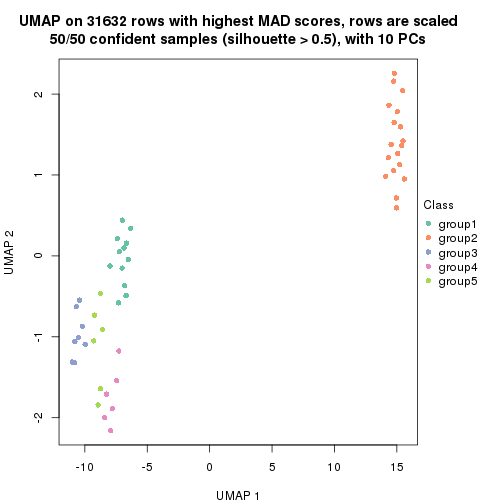 UMAP on 31632 rows with highest MAD scores, rows are scaled
50/50 confident samples (silhouette > 0.5), with 10 PCs
UMAP 2
2
1
0
-1
-2
-10
-5
0
5
10
15
UMAP 1
Class
group1
group2
group3
group4
group5